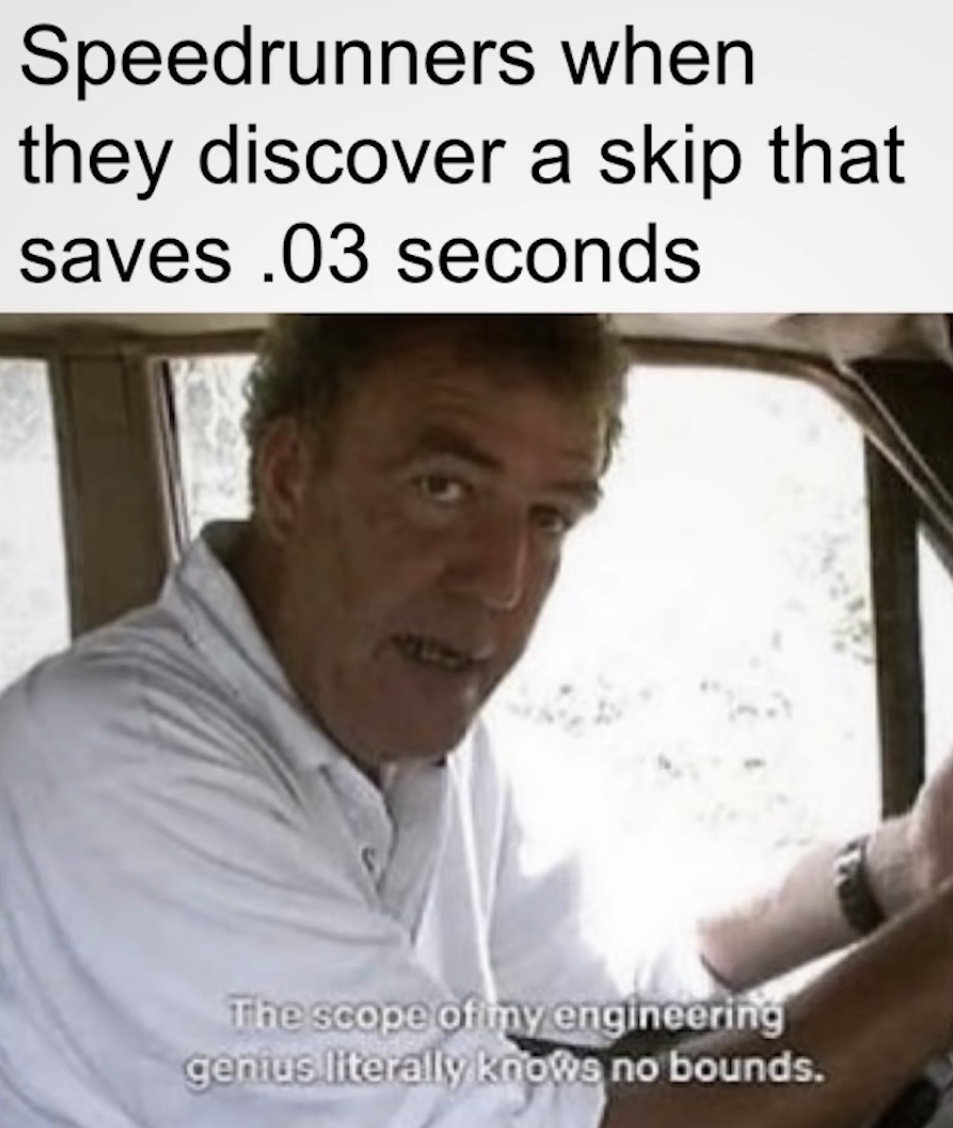 Speedrunners when
they discover a skip that
saves .03 seconds
The scope of my engineering
genius literally knows no bounds.